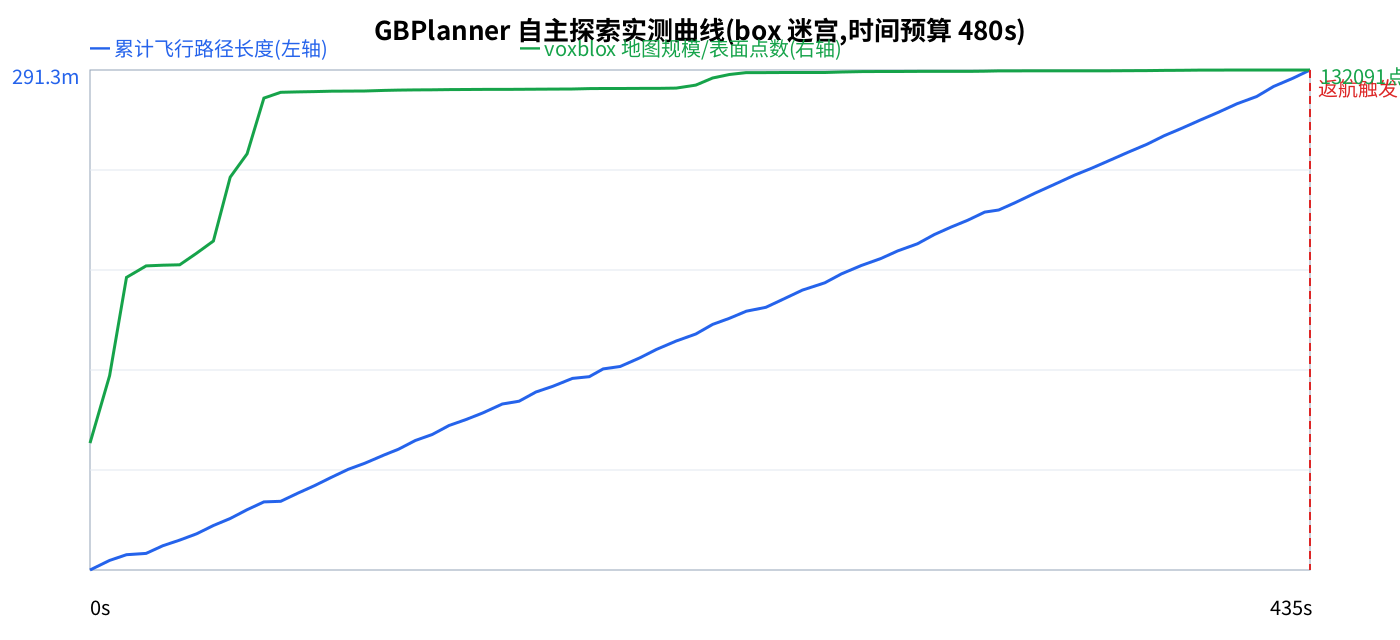 GBPlanner 自主探索实测曲线(box 迷宫,时间预算 480s)
累计飞行路径长度(左轴)
voxblox 地图规模/表面点数(右轴)
291.3m
132091点
返航触发
0s
435s